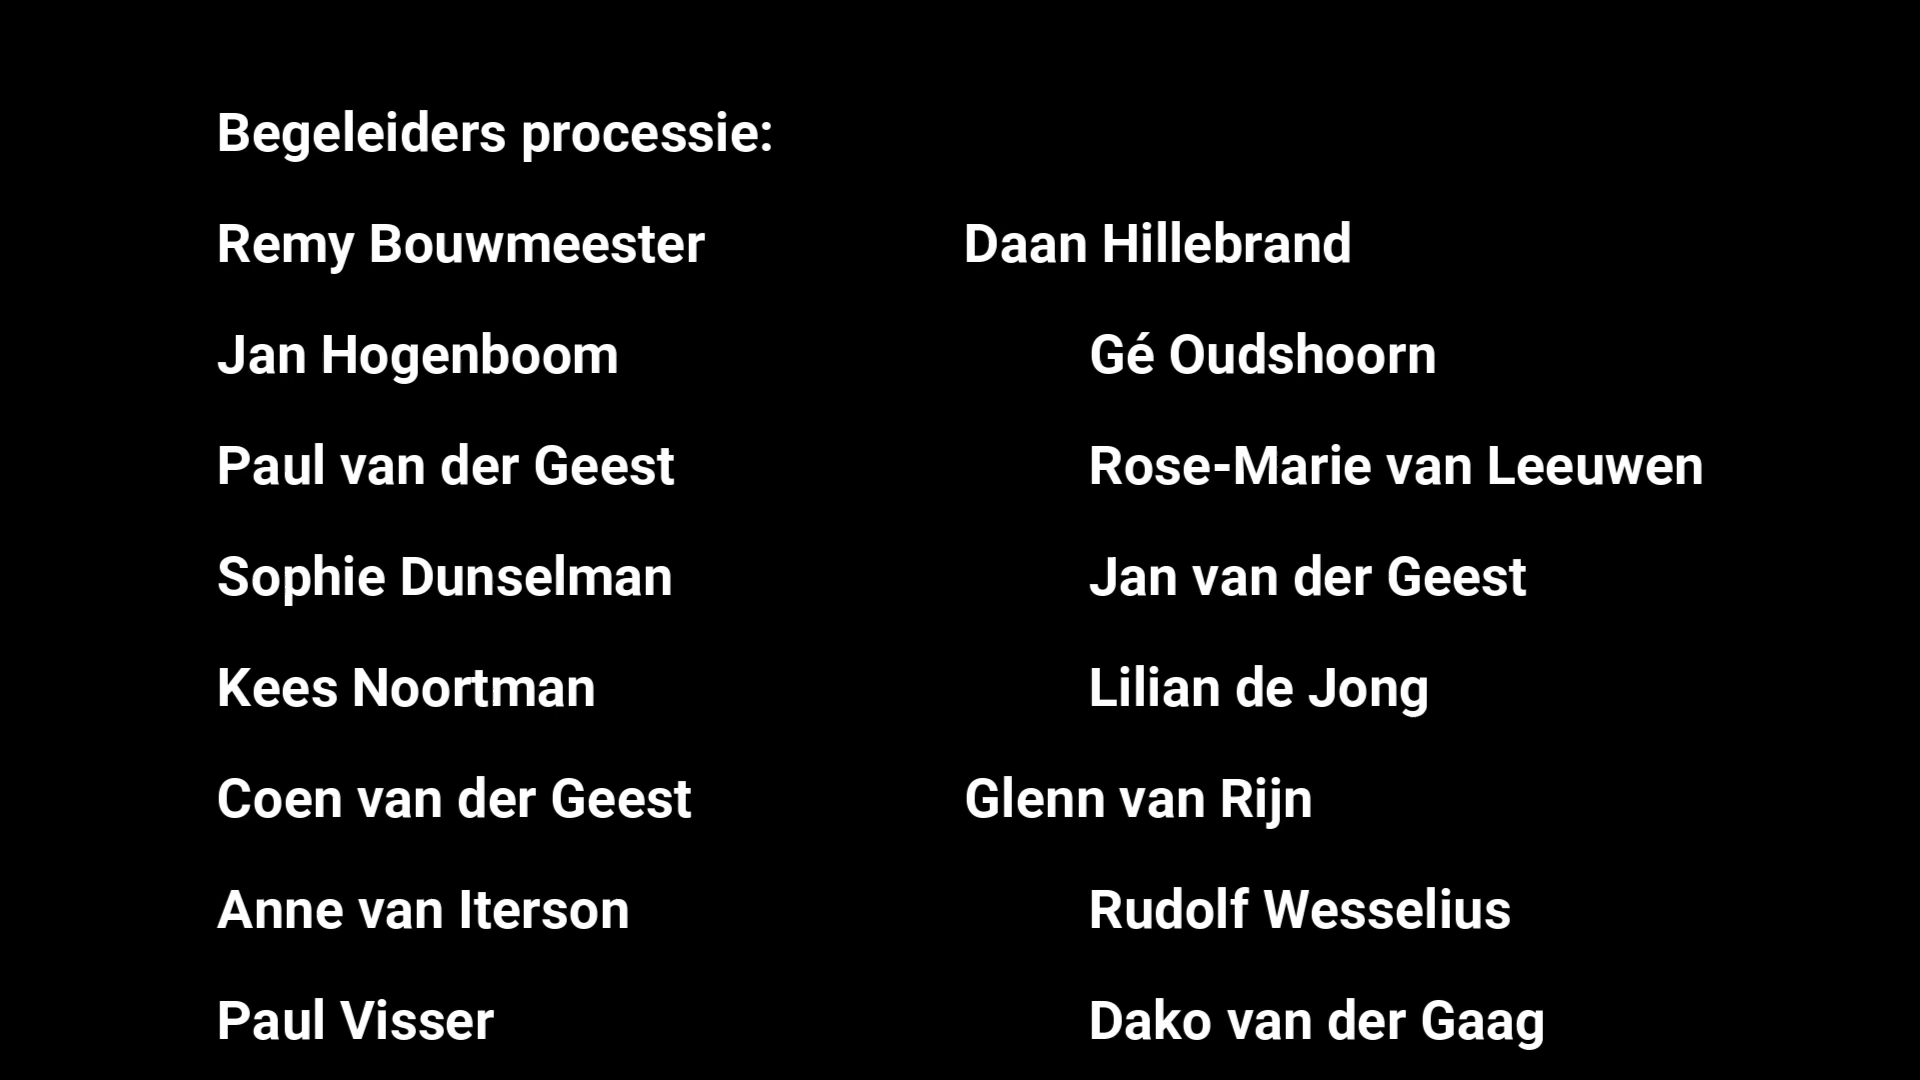 Begeleiders processie:
Remy Bouwmeester Daan Hillebrand
Jan Hogenboom Gé Oudshoorn
Paul van der Geest Rose-Marie van Leeuwen
Sophie Dunselman Jan van der Geest
Kees Noortman Lilian de Jong
Coen van der Geest Glenn van Rijn
Anne van Iterson Rudolf Wesselius
Paul Visser Dako van der Gaag